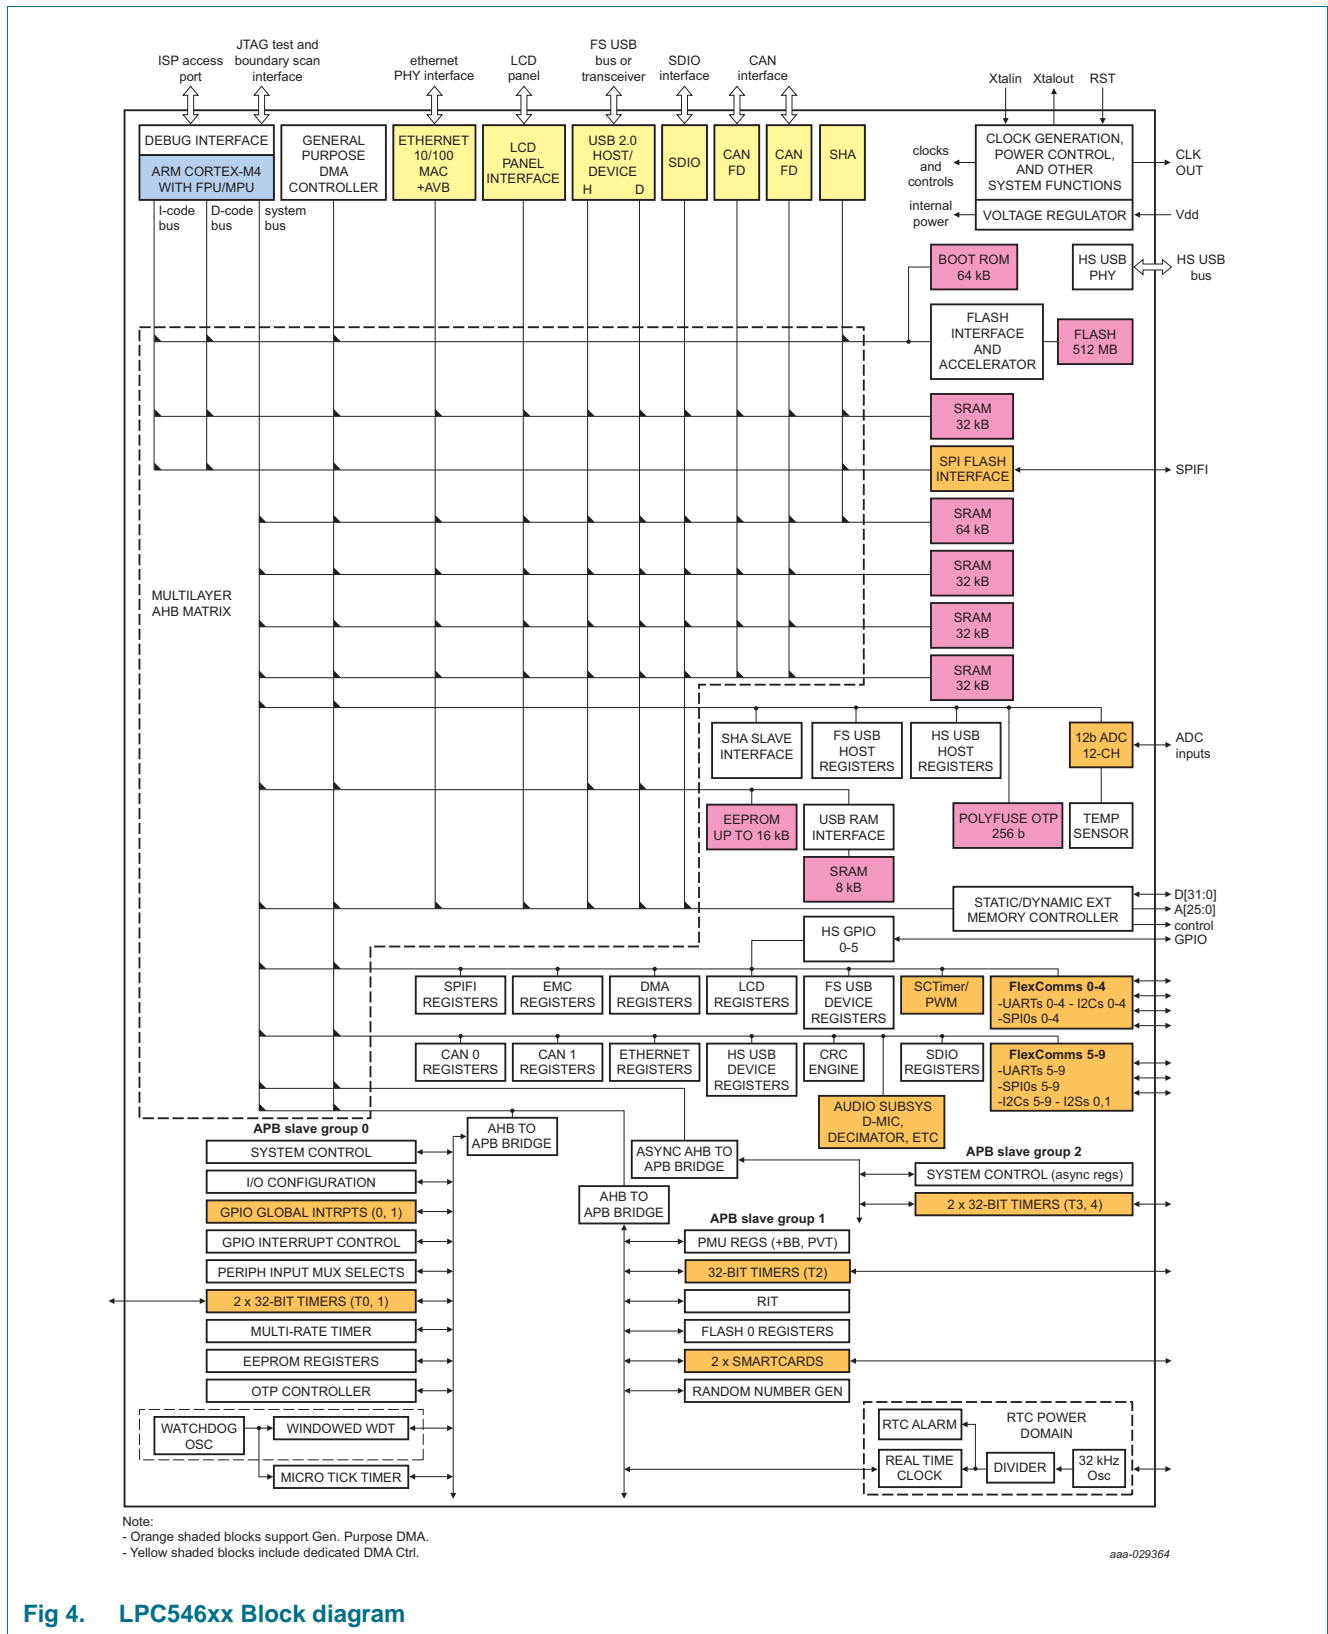 ISP access
port
JTAG test and
boundary scan
interface
ethernet
PHY interface
LCD
panel
FS USB
bus or
transceiver
SDIO
interface
CAN
interface
Xtalin
Xtalout
RST
DEBUG INTERFACE
ARM CORTEX-M4
WITH FPU/MPU
GENERAL
PURPOSE
DMA
CONTROLLER
ETHERNET
10/100
MAC
+AVB
LCD
PANEL
INTERFACE
USB 2.0
HOST/
DEVICE
H D
SDIO
CAN
FD
CAN
FD
SHA
clocks
and
controls
internal
power
CLOCK GENERATION,
POWER CONTROL,
AND OTHER
SYSTEM FUNCTIONS
VOLTAGE REGULATOR
CLK
OUT
Vdd
I-code
bus
D-code
bus
system
bus
BOOT ROM
64 kB
HS USB
PHY
HS USB
bus
FLASH
INTERFACE
AND
ACCELERATOR
FLASH
512 MB
SRAM
32 kB
SPI FLASH
INTERFACE
SPIFI
SRAM
64 kB
SRAM
32 kB
MULTILAYER
AHB MATRIX
SRAM
32 kB
SRAM
32 kB
SHA SLAVE
INTERFACE
FS USB
HOST
REGISTERS
HS USB
HOST
REGISTERS
12b ADC
12-CH
ADC
inputs
EEPROM
UP TO 16 kB
USB RAM
INTERFACE
POLYFUSE OTP
256 b
TEMP
SENSOR
SRAM
8 kB
STATIC/DYNAMIC EXT
MEMORY CONTROLLER
D[31:0]
A[25:0]
control
GPIO
HS GPIO
0-5
SPIFI
REGISTERS
EMC
REGISTERS
DMA
REGISTERS
LCD
REGISTERS
FS USB
DEVICE
REGISTERS
SCTimer/
PWM
FlexComms 0-4
-UARTs 0-4 - I2Cs 0-4
-SPI0s 0-4
CAN 0
REGISTERS
CAN 1
REGISTERS
ETHERNET
REGISTERS
HS USB
DEVICE
REGISTERS
CRC
ENGINE
SDIO
REGISTERS
FlexComms 5-9
-UARTs 5-9
-SPI0s 5-9
-I2Cs 5-9 - I2Ss 0,1
AUDIO SUBSYS
D-MIC,
DECIMATOR, ETC
APB slave group 0
AHB TO
APB BRIDGE
ASYNC AHB TO
APB BRIDGE
AHB TO
APB BRIDGE
APB slave group 2
SYSTEM CONTROL (async regs)
2 x 32-BIT TIMERS (T3, 4)
SYSTEM CONTROL
I/O CONFIGURATION
GPIO GLOBAL INTRPTS (0, 1)
GPIO INTERRUPT CONTROL
PERIPH INPUT MUX SELECTS
2 x 32-BIT TIMERS (T0, 1)
MULTI-RATE TIMER
EEPROM REGISTERS
OTP CONTROLLER
WATCHDOG
OSC
WINDOWED WDT
MICRO TICK TIMER
APB slave group 1
PMU REGS (+BB, PVT)
32-BIT TIMERS (T2)
RIT
FLASH 0 REGISTERS
2 x SMARTCARDS
RANDOM NUMBER GEN
RTC ALARM
RTC POWER
DOMAIN
REAL TIME
CLOCK
DIVIDER
32 kHz
Osc
Note:
- Orange shaded blocks support Gen. Purpose DMA.
- Yellow shaded blocks include dedicated DMA Ctrl.
aaa-029364
Fig 4. LPC546xx Block diagram